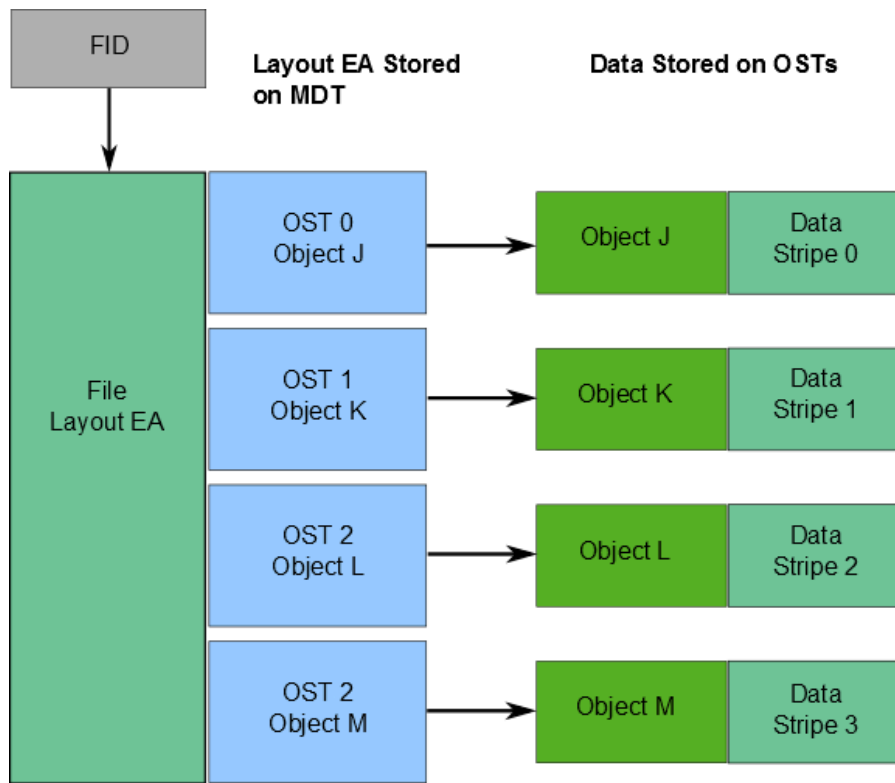 FID
Layout EA Stored
on MDT
Data Stored on OSTs
File
Layout EA
OST 0
Object J
Object J
Data
Stripe 0
OST 1
Object K
Object K
Data
Stripe 1
OST 2
Object L
Object L
Data
Stripe 2
OST 2
Object M
Object M
Data
Stripe 3